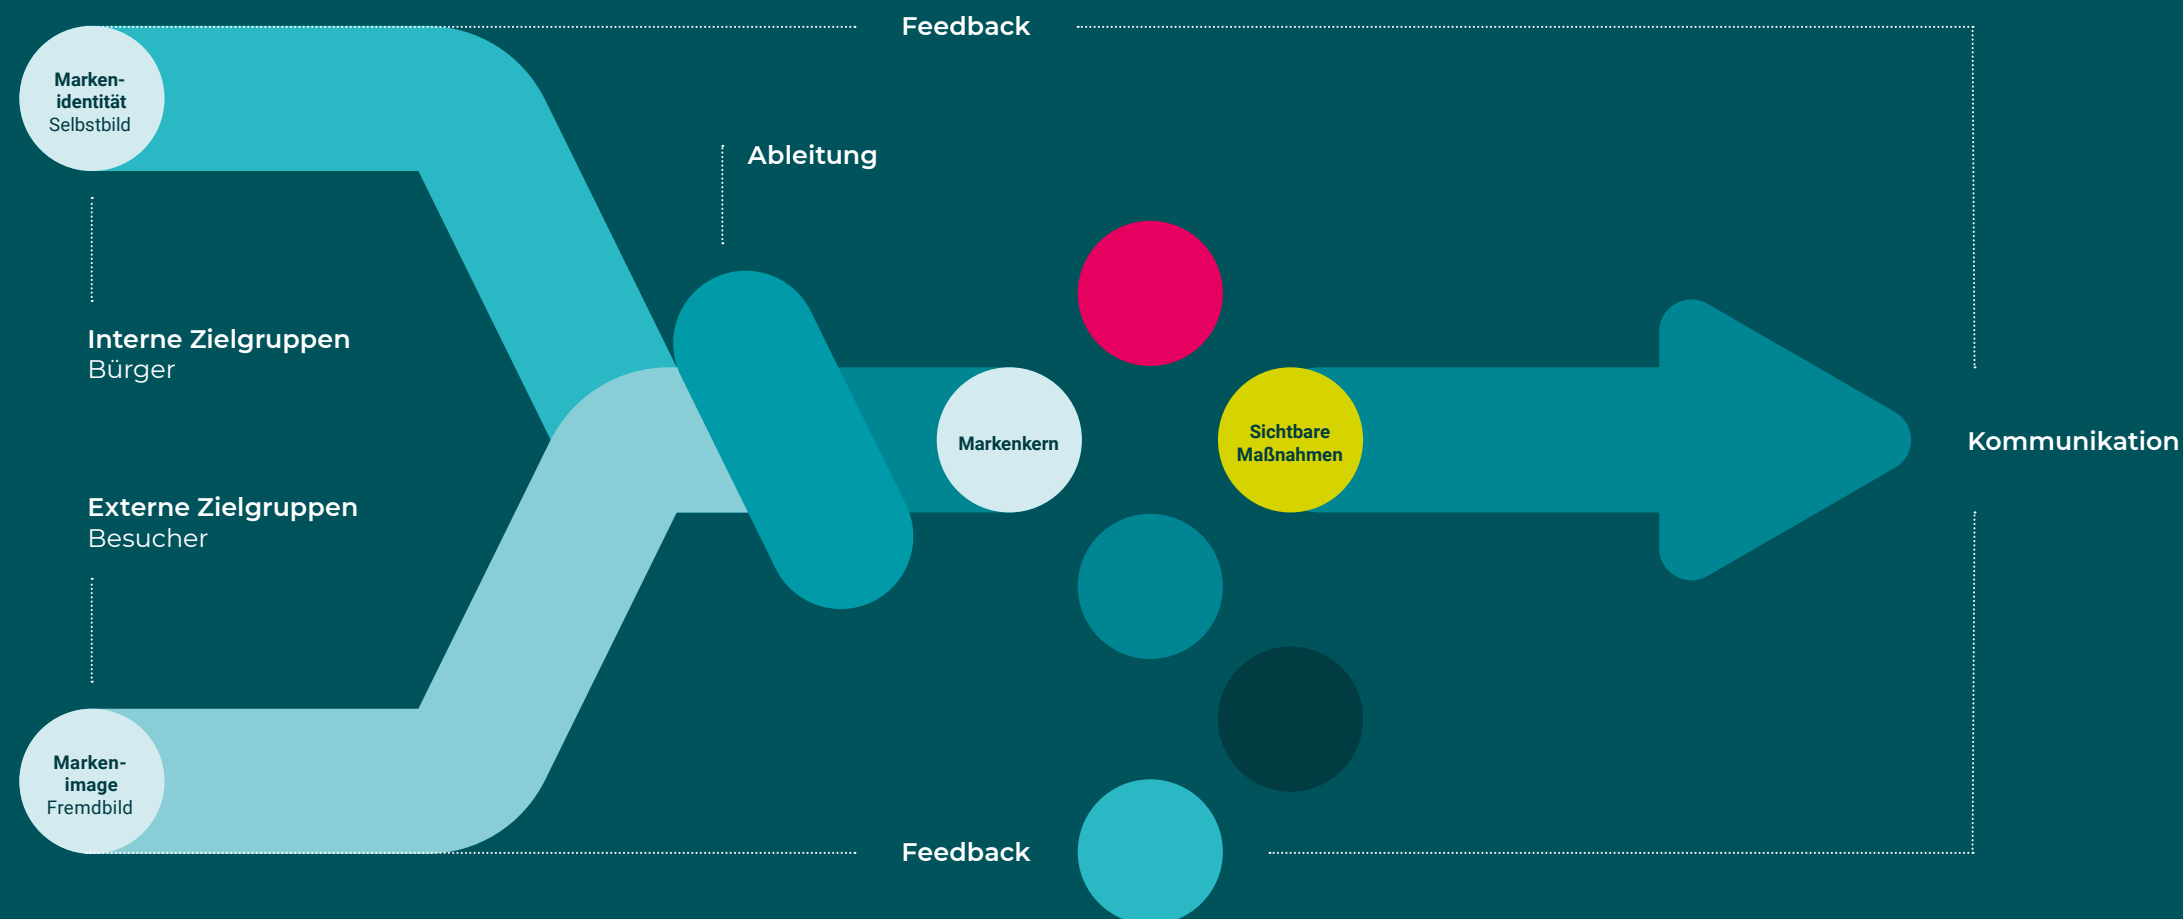 Feedback
Marken-
identität
Selbstbild
Ableitung
Interne Zielgruppen
Bürger
Markenkern
Sichtbare
Maßnahmen
Kommunikation
Externe Zielgruppen
Besucher
Marken-
image
Fremdbild
Feedback